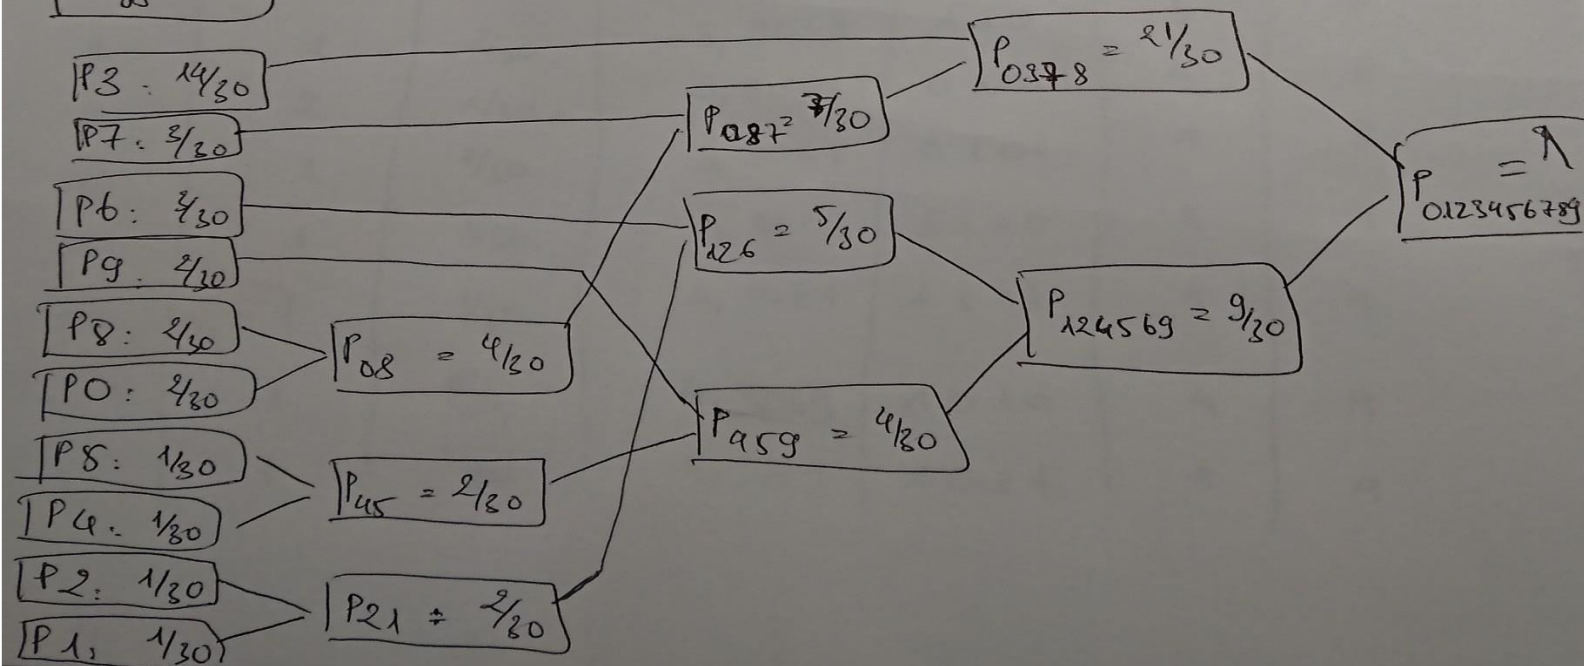 P3: 14/30
P7: 3/30
P6: 3/30
P9: 2/30
P8: 2/30
P0: 2/30
P5: 1/30
P4: 1/30
P2: 1/30
P1: 1/30
P08 = 4/30
P45 = 2/30
P21 = 2/30
P087 = 7/30
P126 = 5/30
P459 = 4/30
P0378 = 21/30
P124569 = 9/30
P0123456789 = 1